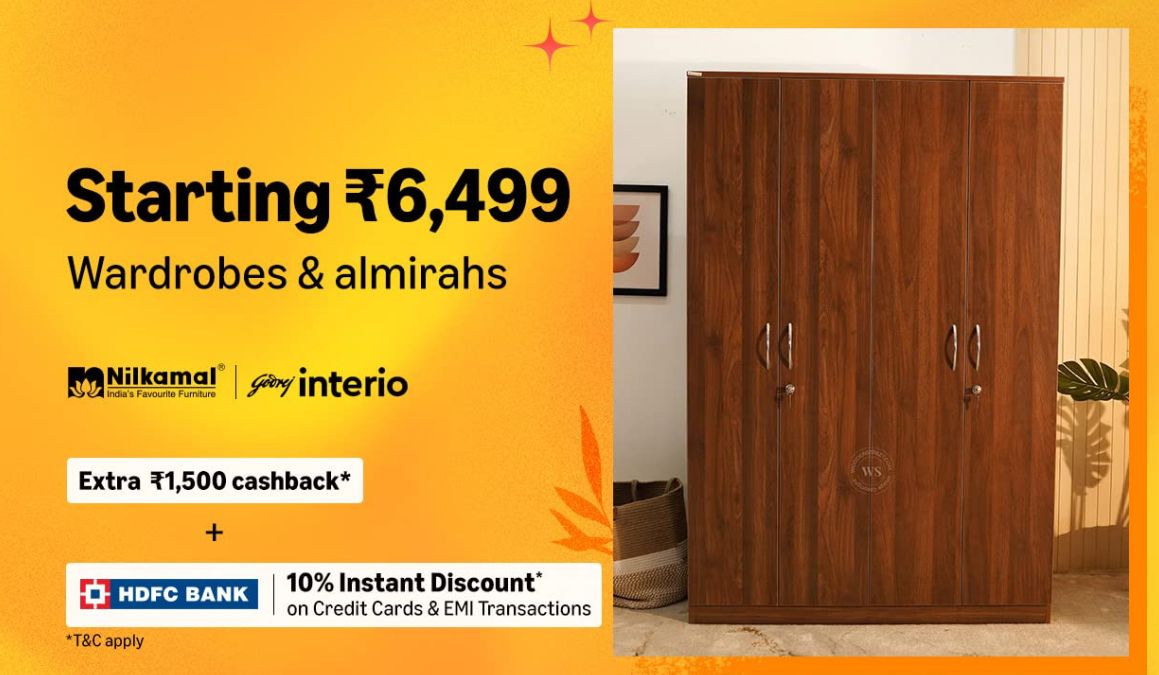 Starting ₹6,499
Wardrobes & almirahs
Nilkamal®
India's Favourite Furniture
Godrej interio
Extra ₹1,500 cashback*
+
HDFC BANK
10% Instant Discount*
on Credit Cards & EMI Transactions
*T&C apply
WS